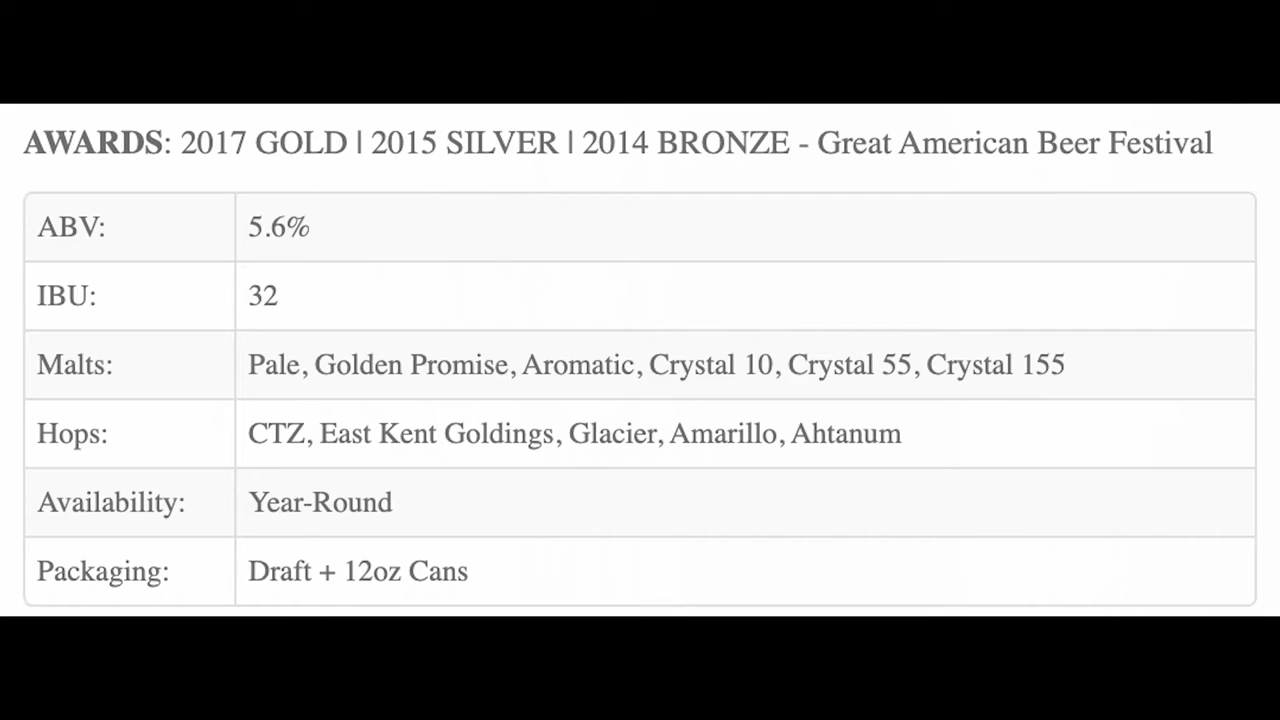 AWARDS: 2017 GOLD | 2015 SILVER | 2014 BRONZE - Great American Beer Festival
ABV: 5.6%
IBU: 32
Malts: Pale, Golden Promise, Aromatic, Crystal 10, Crystal 55, Crystal 155
Hops: CTZ, East Kent Goldings, Glacier, Amarillo, Ahtanum
Availability: Year-Round
Packaging: Draft + 12oz Cans